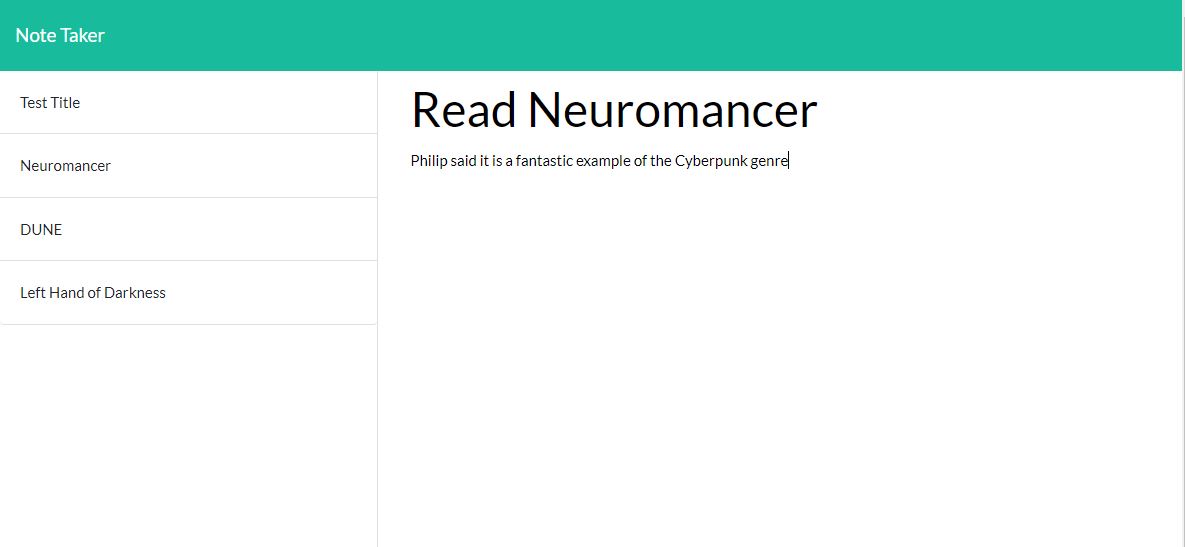 Note Taker
Test Title
Neuromancer
DUNE
Left Hand of Darkness
Read Neuromancer
Philip said it is a fantastic example of the Cyberpunk genre